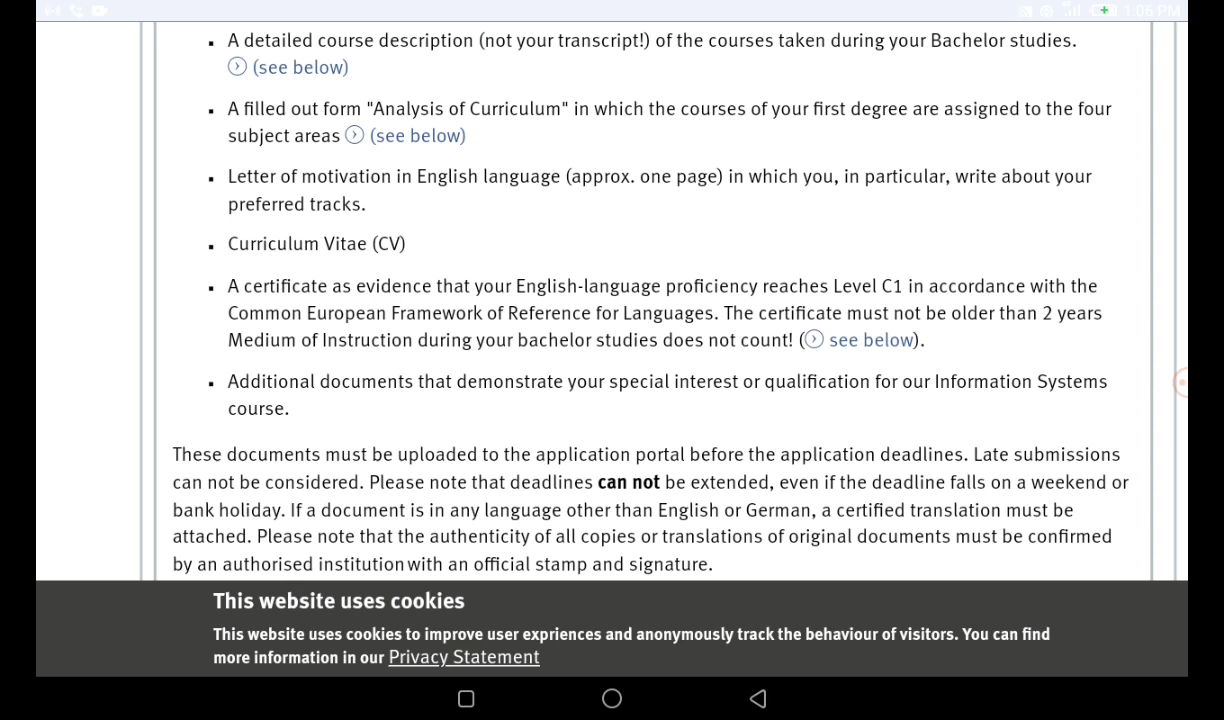 1:06 PM
A detailed course description (not your transcript!) of the courses taken during your Bachelor studies.
(see below)
A filled out form "Analysis of Curriculum" in which the courses of your first degree are assigned to the four
subject areas (see below)
Letter of motivation in English language (approx. one page) in which you, in particular, write about your
preferred tracks.
Curriculum Vitae (CV)
A certificate as evidence that your English-language proficiency reaches Level C1 in accordance with the
Common European Framework of Reference for Languages. The certificate must not be older than 2 years
Medium of Instruction during your bachelor studies does not count! (see below).
Additional documents that demonstrate your special interest or qualification for our Information Systems
course.
These documents must be uploaded to the application portal before the application deadlines. Late submissions
can not be considered. Please note that deadlines can not be extended, even if the deadline falls on a weekend or
bank holiday. If a document is in any language other than English or German, a certified translation must be
attached. Please note that the authenticity of all copies or translations of original documents must be confirmed
by an authorised institution with an official stamp and signature.
This website uses cookies
This website uses cookies to improve user expriences and anonymously track the behaviour of visitors. You can find
more information in our Privacy Statement